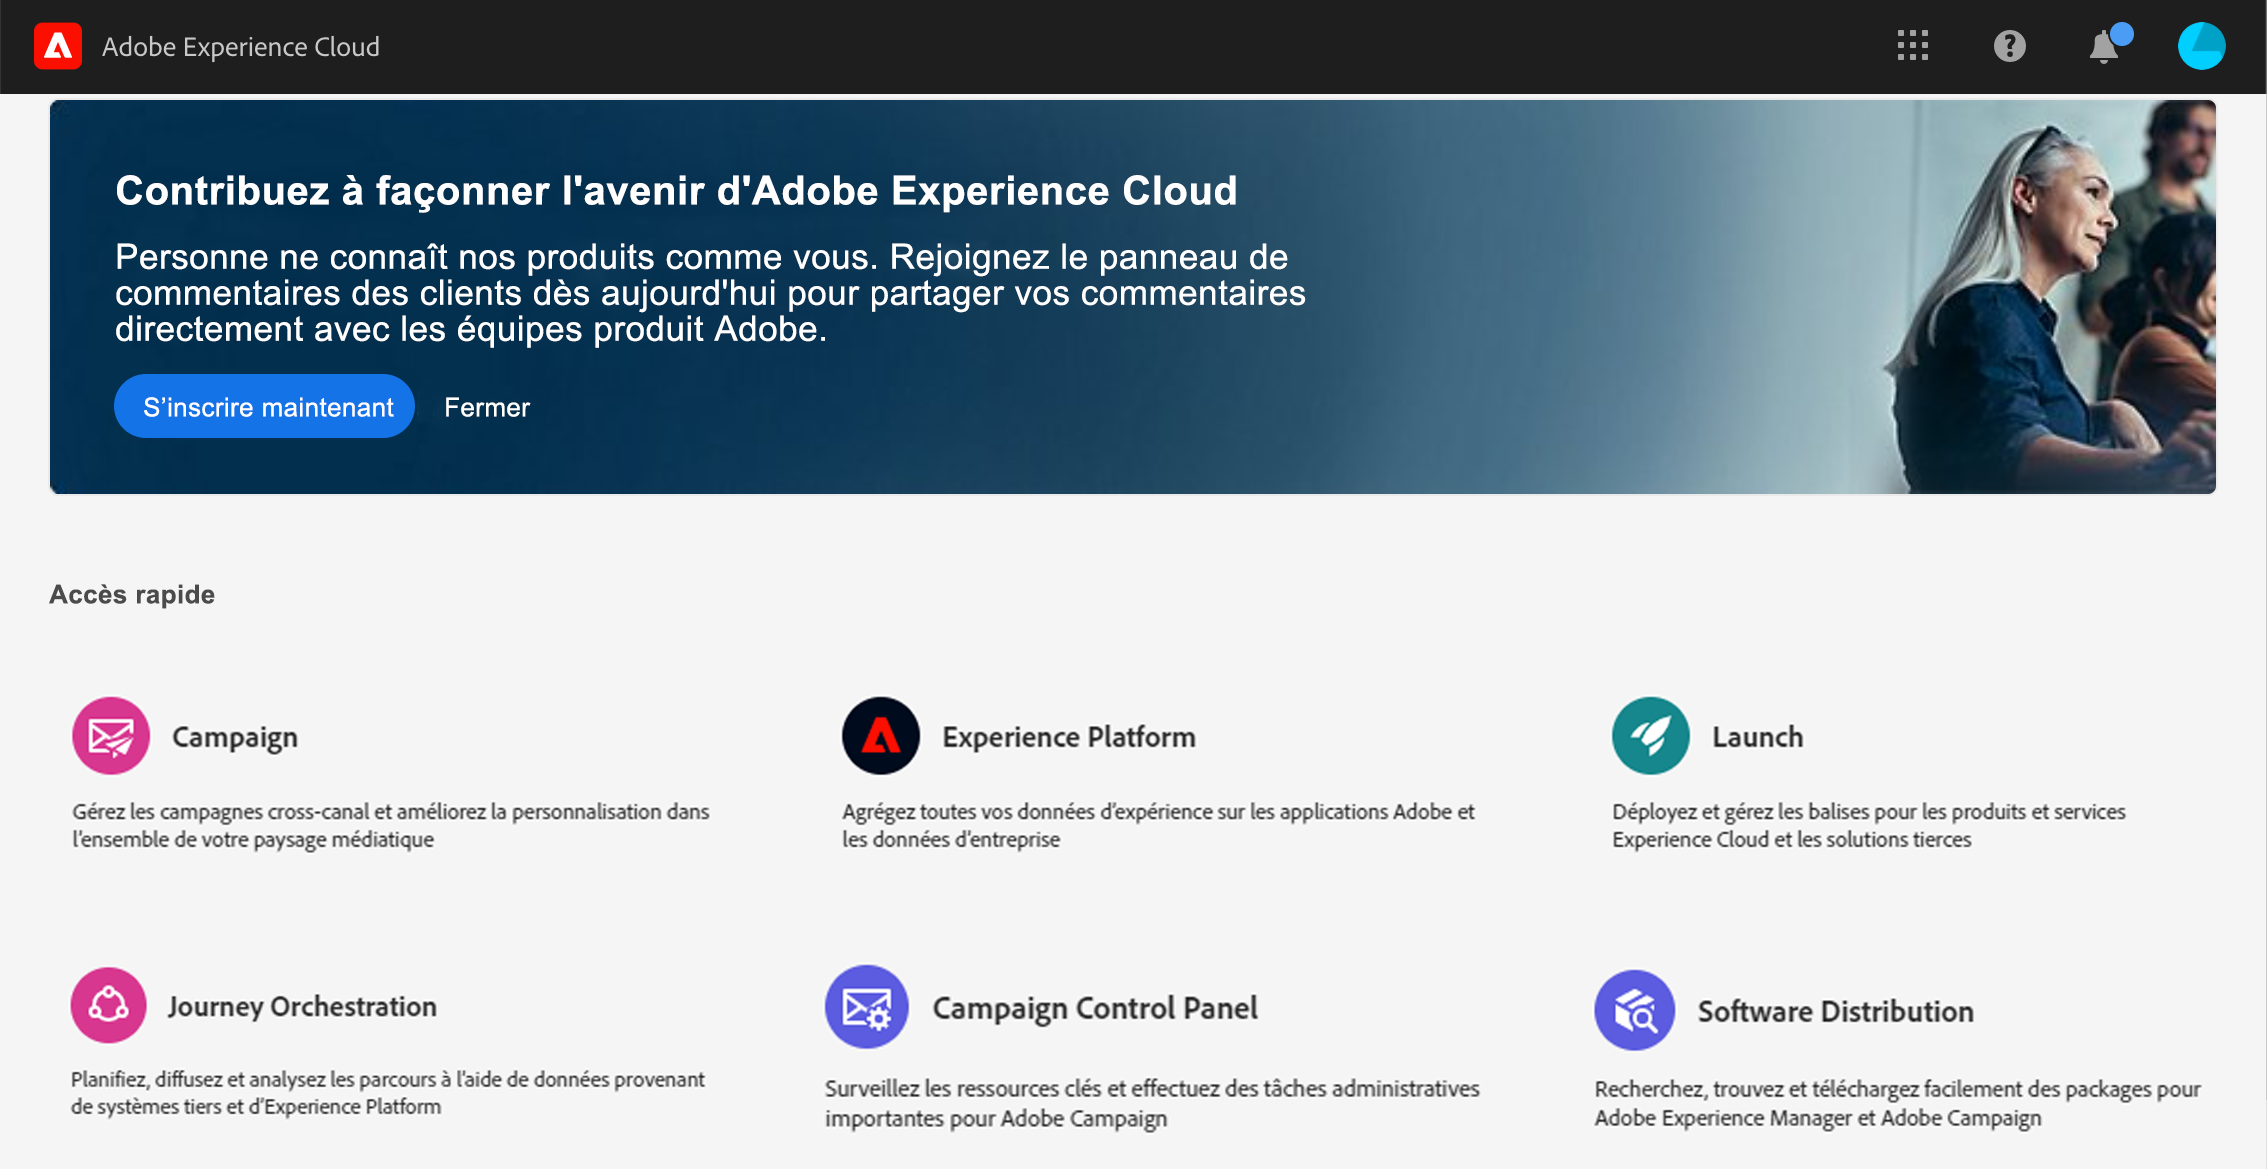 Adobe Experience Cloud
Contribuez à façonner l'avenir d'Adobe Experience Cloud
Personne ne connaît nos produits comme vous. Rejoignez le panneau de
commentaires des clients dès aujourd'hui pour partager vos commentaires
directement avec les équipes produit Adobe.
S’inscrire maintenant Fermer
Accès rapide
Campaign
Gérez les campagnes cross-canal et améliorez la personnalisation dans
l’ensemble de votre paysage médiatique
Experience Platform
Agrégez toutes vos données d’expérience sur les applications Adobe et
les données d’entreprise
Launch
Déployez et gérez les balises pour les produits et services
Experience Cloud et les solutions tierces
Journey Orchestration
Planifiez, diffusez et analysez les parcours à l’aide de données provenant
de systèmes tiers et d’Experience Platform
Campaign Control Panel
Surveillez les ressources clés et effectuez des tâches administratives
importantes pour Adobe Campaign
Software Distribution
Recherchez, trouvez et téléchargez facilement des packages pour
Adobe Experience Manager et Adobe Campaign